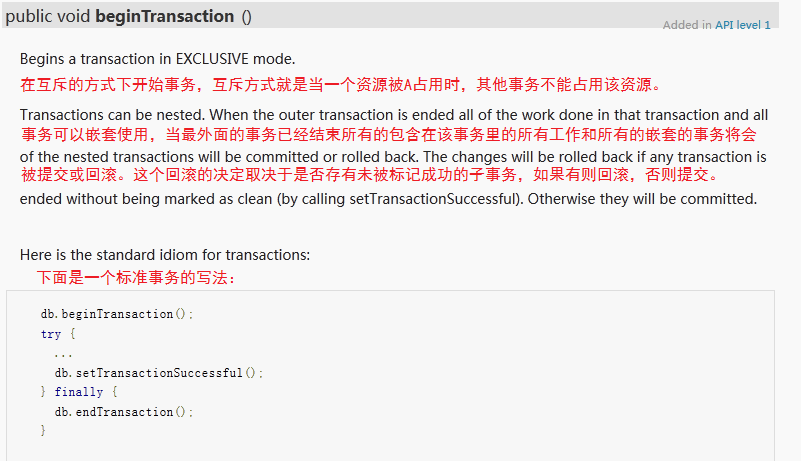 public void beginTransaction ()
Added in API level 1
Begins a transaction in EXCLUSIVE mode.
在互斥的方式下开始事务，互斥方式就是当一个资源被A占用时，其他事务不能占用该资源。
Transactions can be nested. When the outer transaction is ended all of the work done in that transaction and all
事务可以嵌套使用，当最外面的事务已经结束所有的包含在该事务里的所有工作和所有的嵌套的事务将会
of the nested transactions will be committed or rolled back. The changes will be rolled back if any transaction is
被提交或回滚。这个回滚的决定取决于是否存有未被标记成功的子事务，如果有则回滚，否则提交。
ended without being marked as clean (by calling setTransactionSuccessful). Otherwise they will be committed.
Here is the standard idiom for transactions:
下面是一个标准事务的写法：
db.beginTransaction();
try {
...
db.setTransactionSuccessful();
} finally {
db.endTransaction();
}